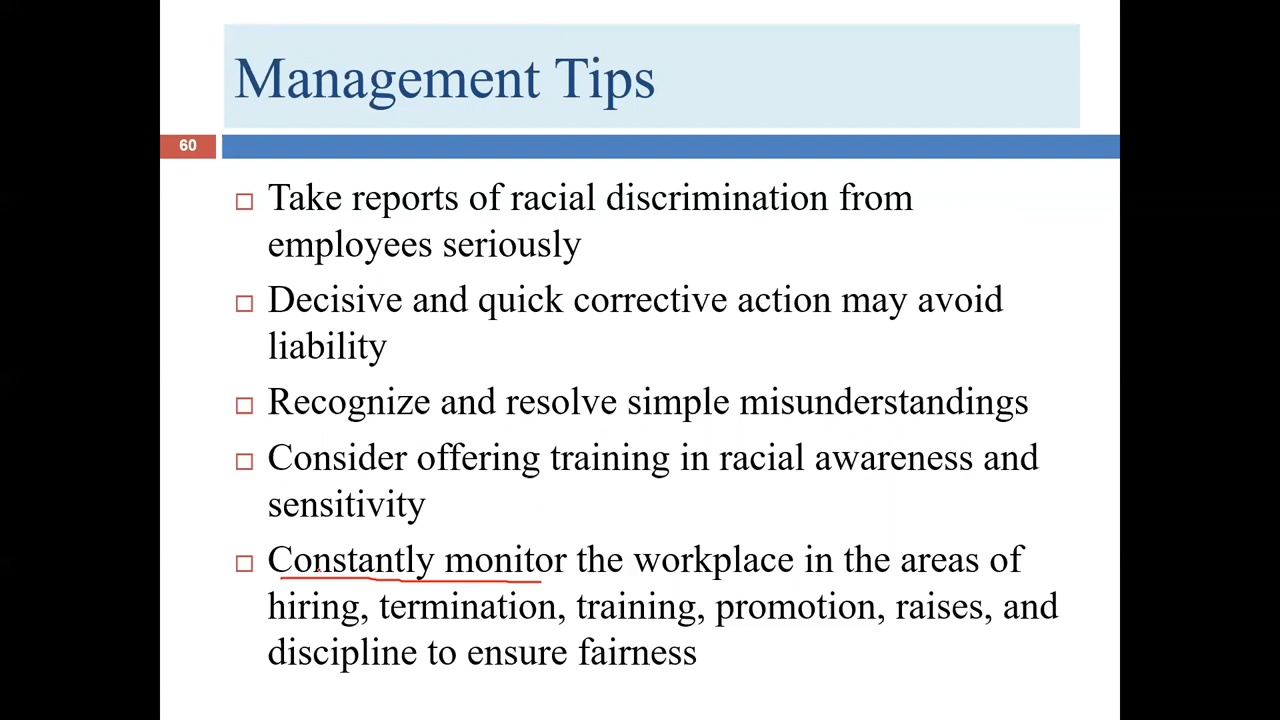 Management Tips
60
Take reports of racial discrimination from
employees seriously
Decisive and quick corrective action may avoid
liability
Recognize and resolve simple misunderstandings
Consider offering training in racial awareness and
sensitivity
Constantly monitor the workplace in the areas of
hiring, termination, training, promotion, raises, and
discipline to ensure fairness